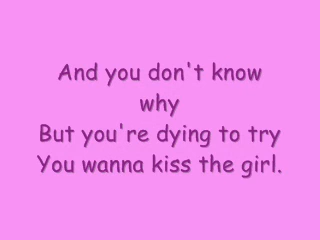 And you don't know
why
But you're dying to try
You wanna kiss the girl.